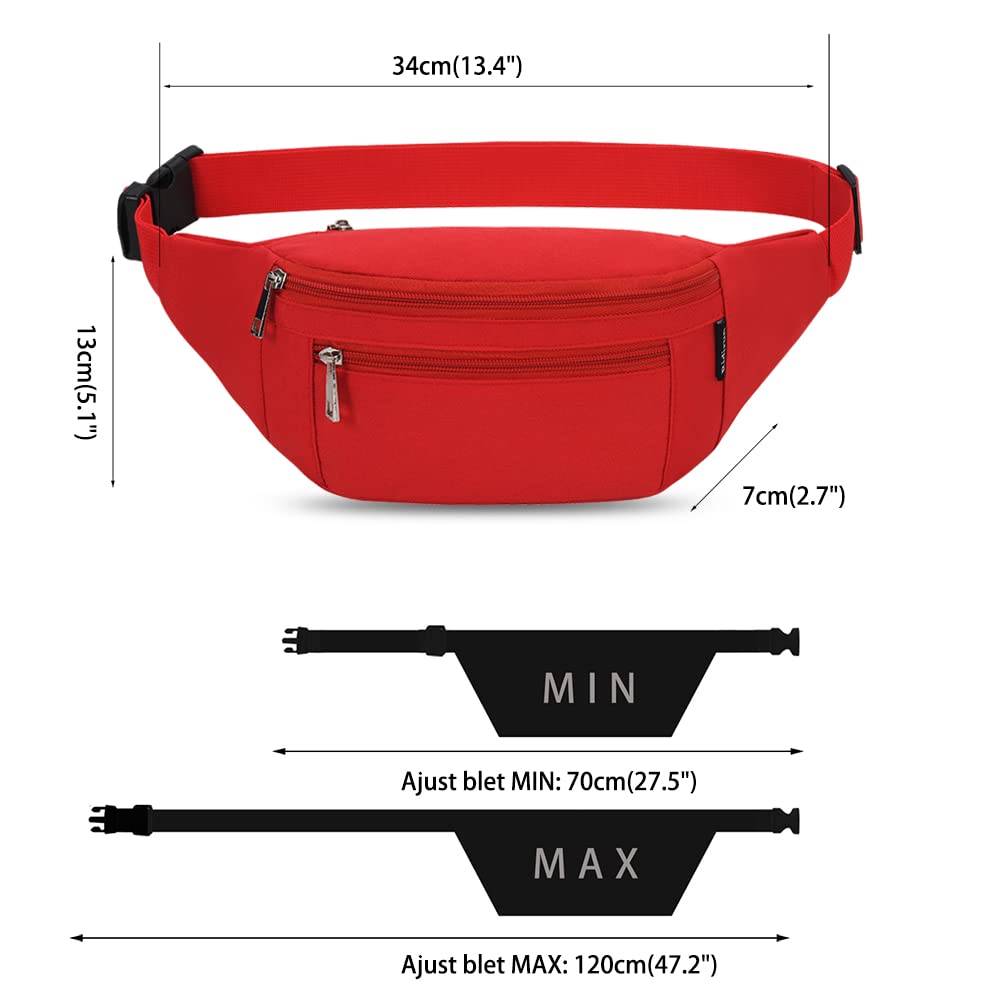 34cm(13.4")
13cm(5.1")
7cm(2.7")
MIN
Ajust blet MIN: 70cm(27.5")
MAX
Ajust blet MAX: 120cm(47.2")